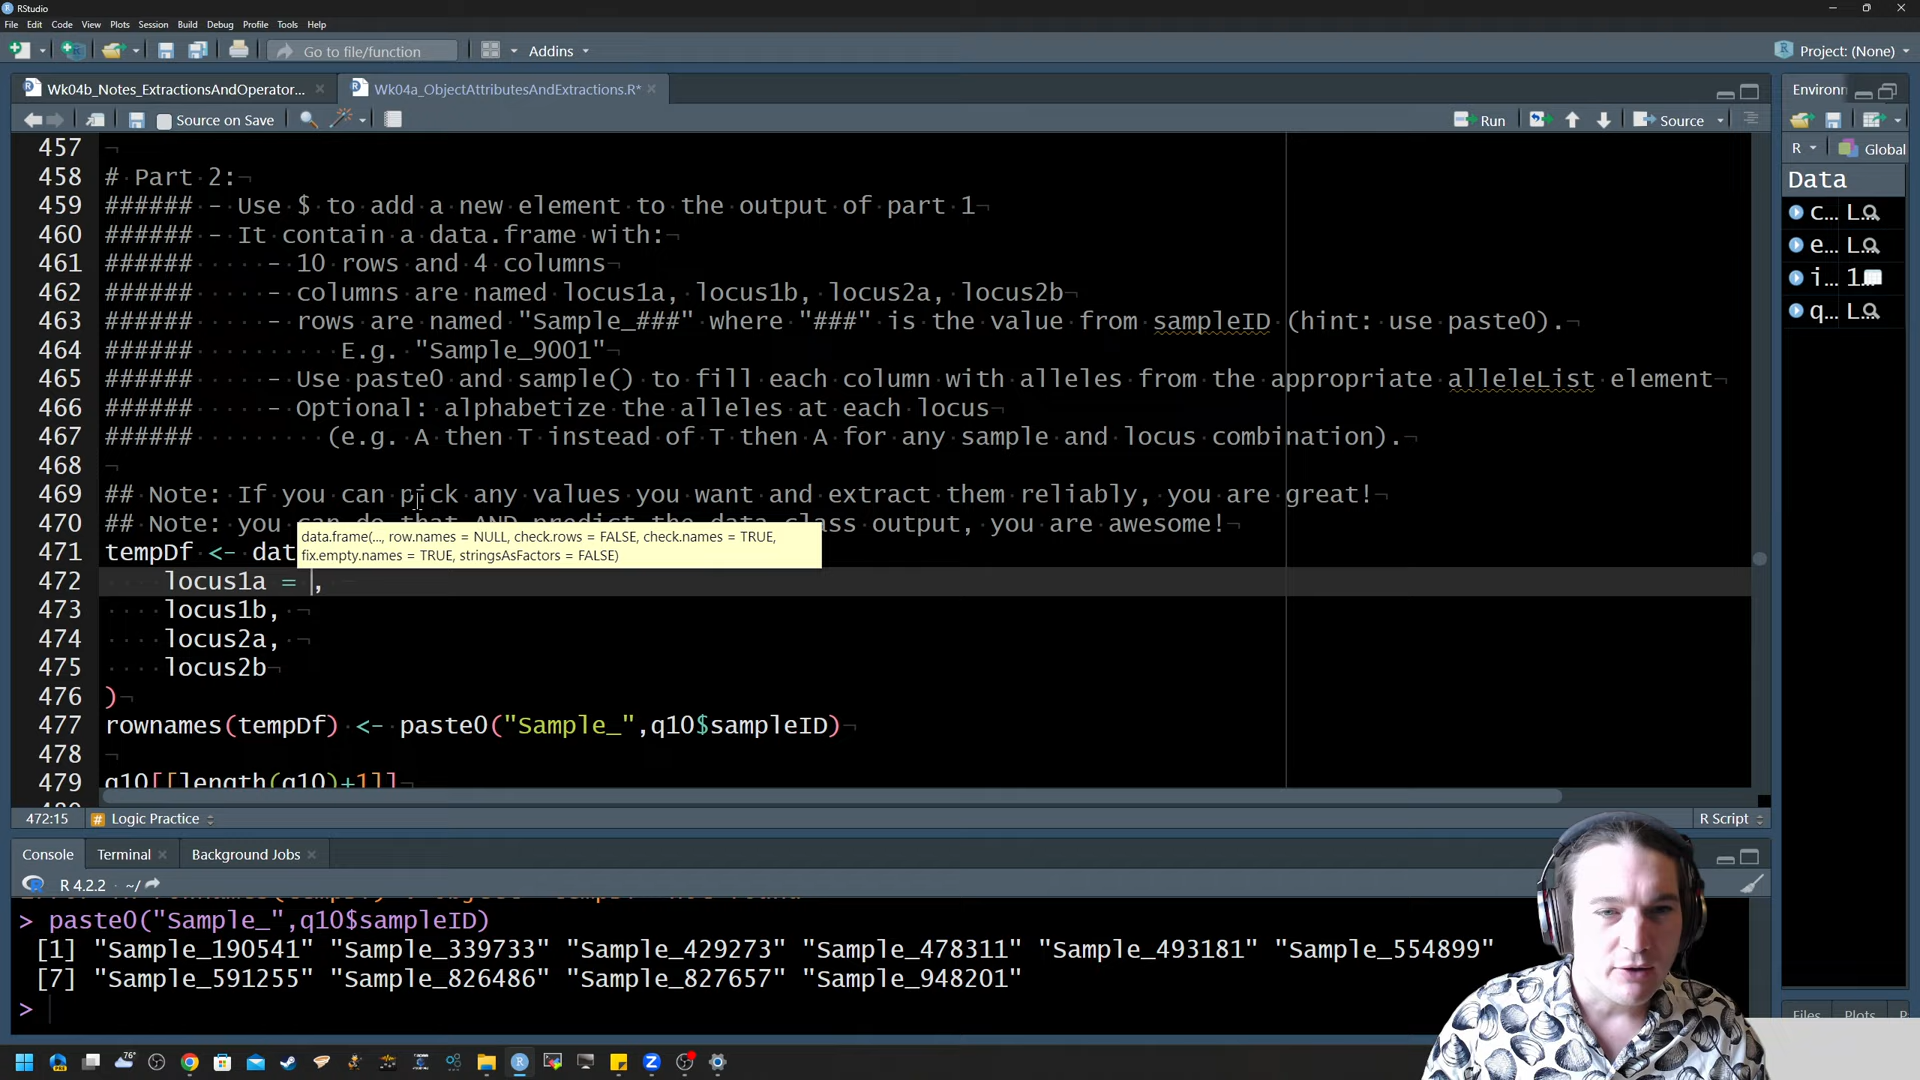 RStudio
File Edit Code View Plots Session Build Debug Profile Tools Help
Go to file/function Addins Project: (None)
Wk04b_Notes_ExtractionsAndOperator... Wk04a_ObjectAttributesAndExtractions.R* Environ
Source on Save Run Source
R Global
Data
c... L...
e... L...
i... 1...
q... L...
457
458 # Part 2:
459 ###### - Use $ to add a new element to the output of part 1
460 ###### - It contain a data.frame with:
461 ###### - 10 rows and 4 columns
462 ###### - columns are named locus1a, locus1b, locus2a, locus2b
463 ###### - rows are named "Sample_###" where "###" is the value from sampleID (hint: use paste0).
464 ###### E.g. "Sample_9001"
465 ###### - Use paste0 and sample() to fill each column with alleles from the appropriate alleleList element
466 ###### - Optional: alphabetize the alleles at each locus
467 ###### (e.g. A then T instead of T then A for any sample and locus combination).
468
469 ## Note: If you can pick any values you want and extract them reliably, you are great!
470 ## Note: you can do that AND predict the data class output, you are awesome!
data.frame(..., row.names = NULL, check.rows = FALSE, check.names = TRUE,
fix.empty.names = TRUE, stringsAsFactors = FALSE)
471 tempDf <- dat
472 locus1a = ,
473 locus1b,
474 locus2a,
475 locus2b
476 )
477 rownames(tempDf) <- paste0("Sample_",q10$sampleID)
478
479 q10[[length(q10)+1]]
472:15 Logic Practice R Script
Console Terminal Background Jobs
R 4.2.2 · ~/
> paste0("Sample_",q10$sampleID)
[1] "Sample_190541" "Sample_339733" "Sample_429273" "Sample_478311" "Sample_493181" "Sample_554899"
[7] "Sample_591255" "Sample_826486" "Sample_827657" "Sample_948201"
>
Files Plots
76°